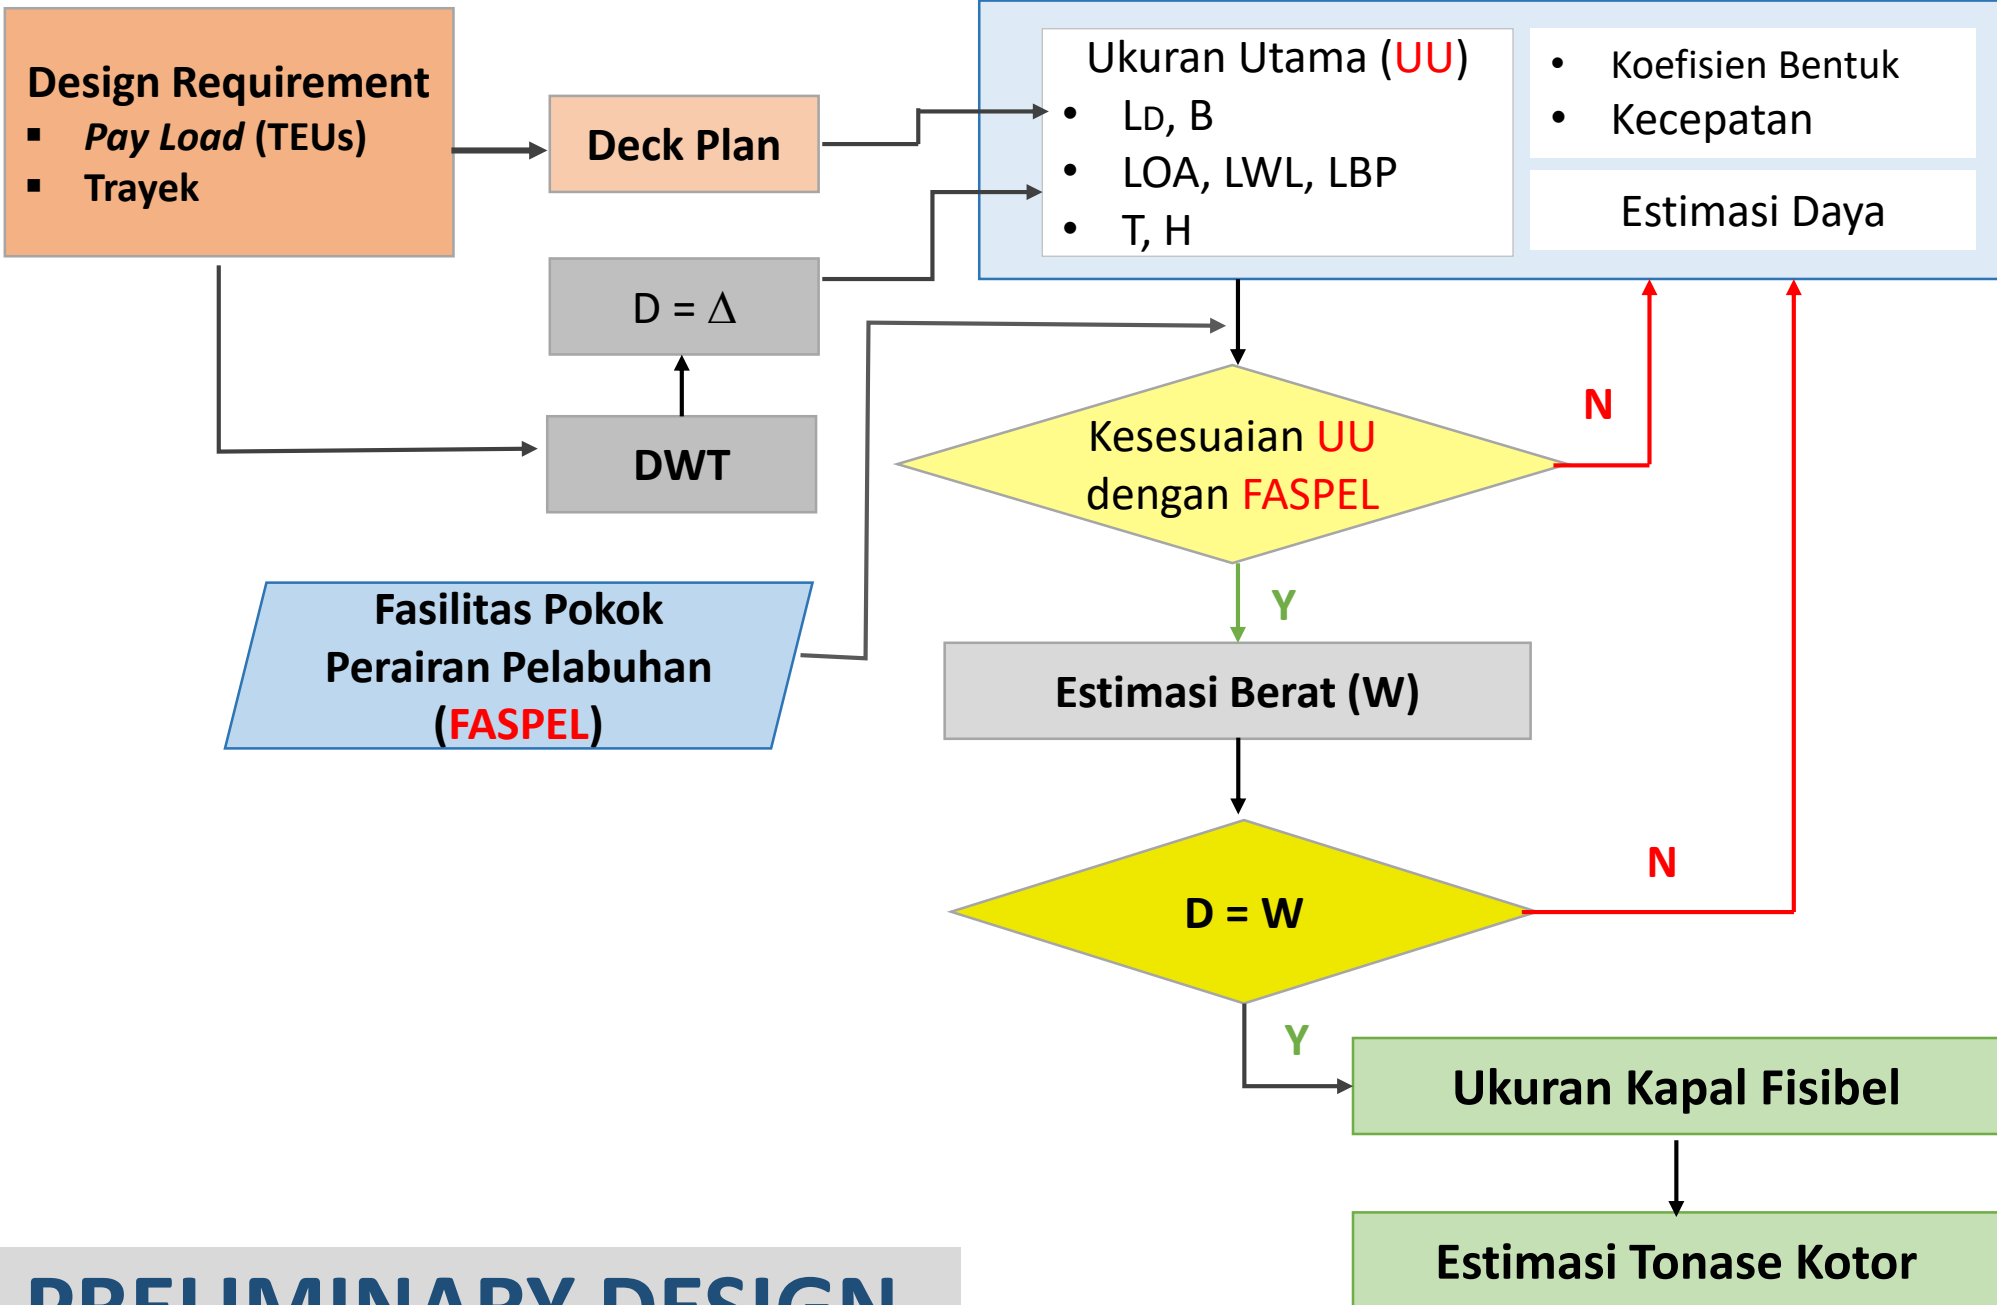 Design Requirement
▪ Pay Load (TEUs)
▪ Trayek
Deck Plan
D = Δ
DWT
Ukuran Utama (UU)
• LD, B
• LOA, LWL, LBP
• T, H
• Koefisien Bentuk
• Kecepatan
Estimasi Daya
Kesesuaian UU
dengan FASPEL
N
Y
Fasilitas Pokok
Perairan Pelabuhan
(FASPEL)
Estimasi Berat (W)
D = W
N
Y
Ukuran Kapal Fisibel
Estimasi Tonase Kotor
PRELIMINARY DESIGN